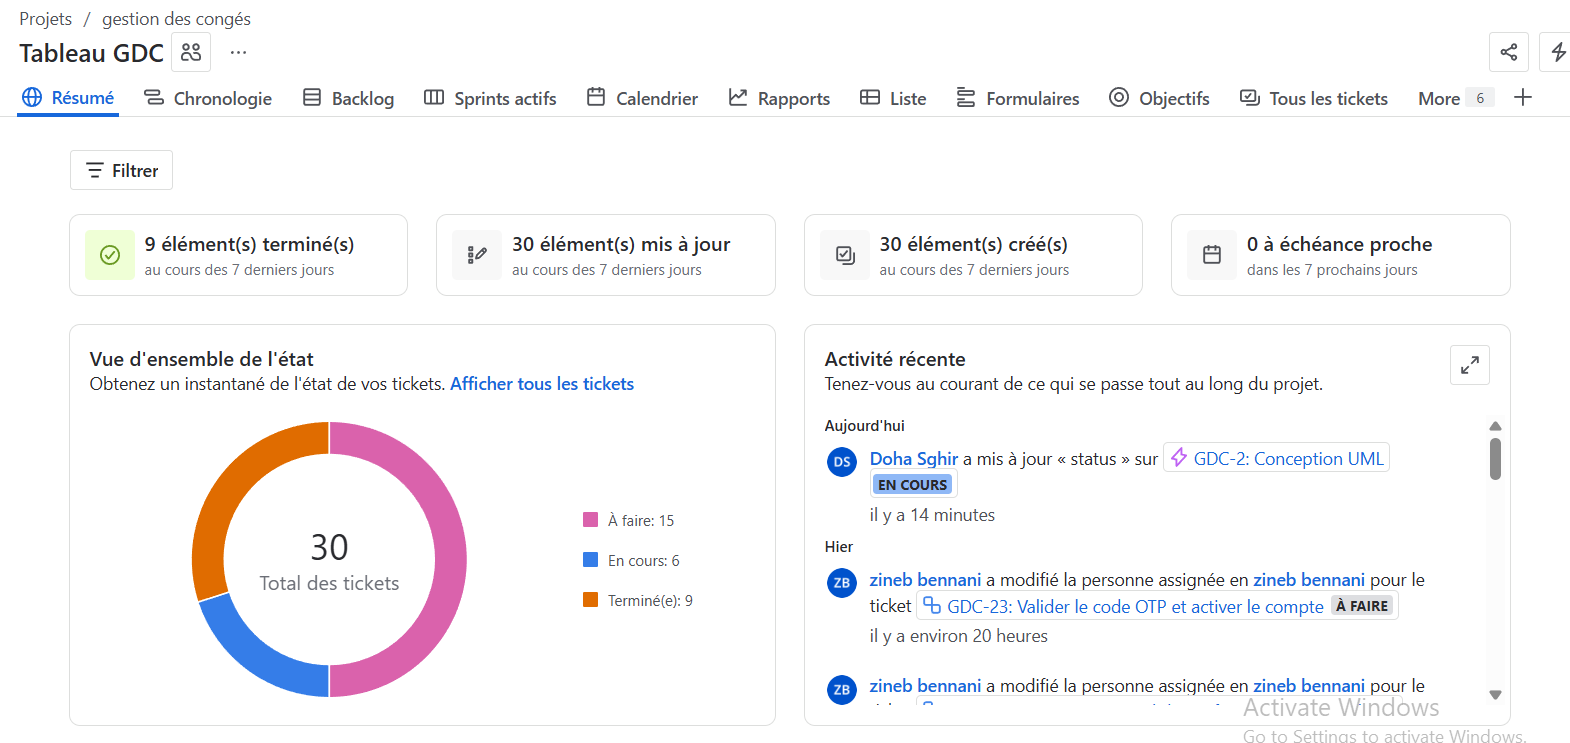 Projets / gestion des congés
Tableau GDC
Résumé Chronologie Backlog Sprints actifs Calendrier Rapports Liste Formulaires Objectifs Tous les tickets More 6
Filtrer
9 élément(s) terminé(s)
au cours des 7 derniers jours
30 élément(s) mis à jour
au cours des 7 derniers jours
30 élément(s) créé(s)
au cours des 7 derniers jours
0 à échéance proche
dans les 7 prochains jours
Vue d'ensemble de l'état
Obtenez un instantané de l'état de vos tickets. Afficher tous les tickets
30
Total des tickets
À faire: 15
En cours: 6
Terminé(e): 9
Activité récente
Tenez-vous au courant de ce qui se passe tout au long du projet.
Aujourd'hui
DS Doha Sghir a mis à jour « status » sur GDC-2: Conception UML
EN COURS
il y a 14 minutes
Hier
ZB zineb bennani a modifié la personne assignée en zineb bennani pour le
ticket GDC-23: Valider le code OTP et activer le compte À FAIRE
il y a environ 20 heures
ZB zineb bennani a modifié la personne assignée en zineb bennani pour le
Activate Windows
Go to Settings to activate Windows.